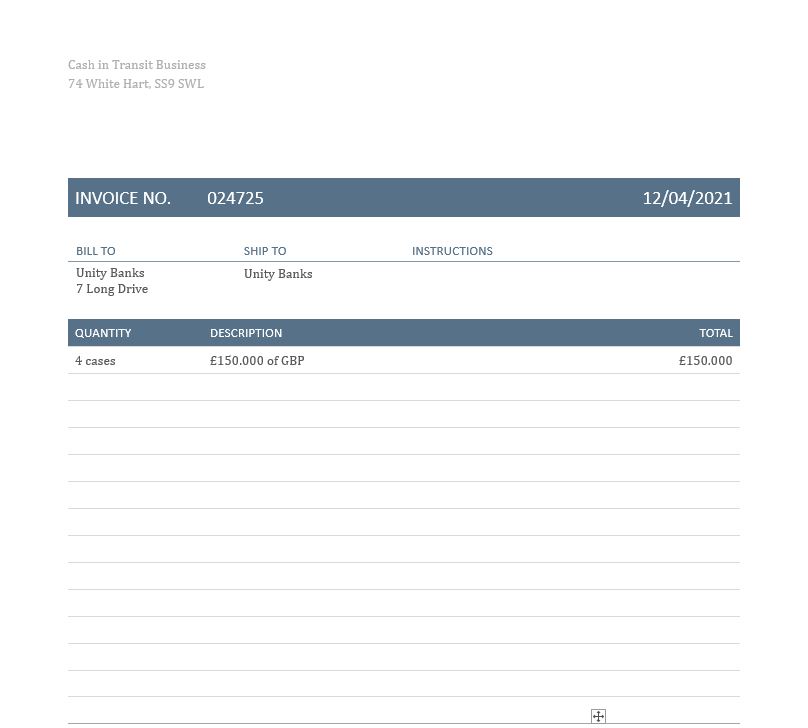 Cash in Transit Business
74 White Hart, SS9 SWL
INVOICE NO. 024725 12/04/2021
BILL TO SHIP TO INSTRUCTIONS
Unity Banks Unity Banks
7 Long Drive
QUANTITY DESCRIPTION TOTAL
4 cases £150.000 of GBP £150.000